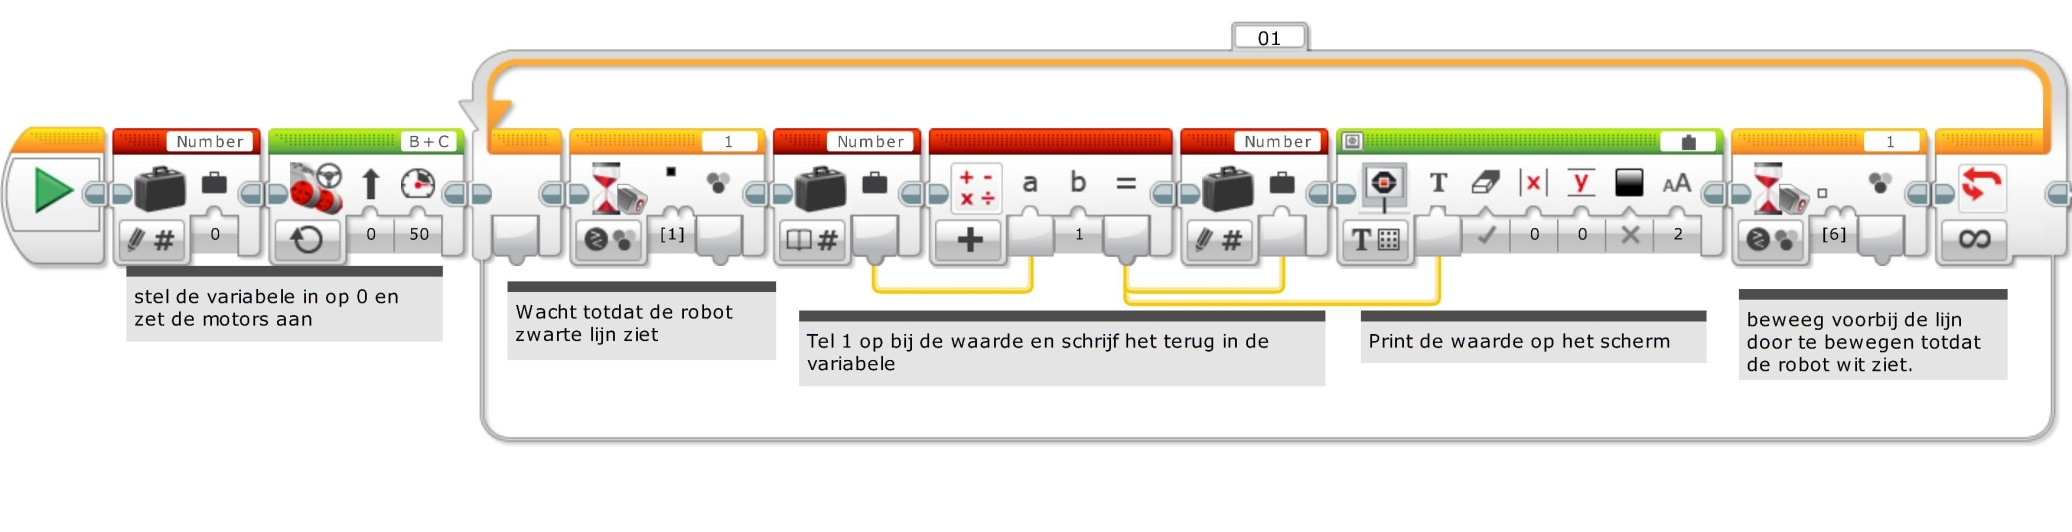 01
Number
B + C
1
Number
Number
1
a b =
T x y AA
# 0
0 50
[1]
#
1
#
T 0 0 2
[6]
stel de variabele in op 0 en
zet de motors aan
Wacht totdat de robot
zwarte lijn ziet
Tel 1 op bij de waarde en schrijf het terug in de
variabele
Print de waarde op het scherm
beweeg voorbij de lijn
door te bewegen totdat
de robot wit ziet.